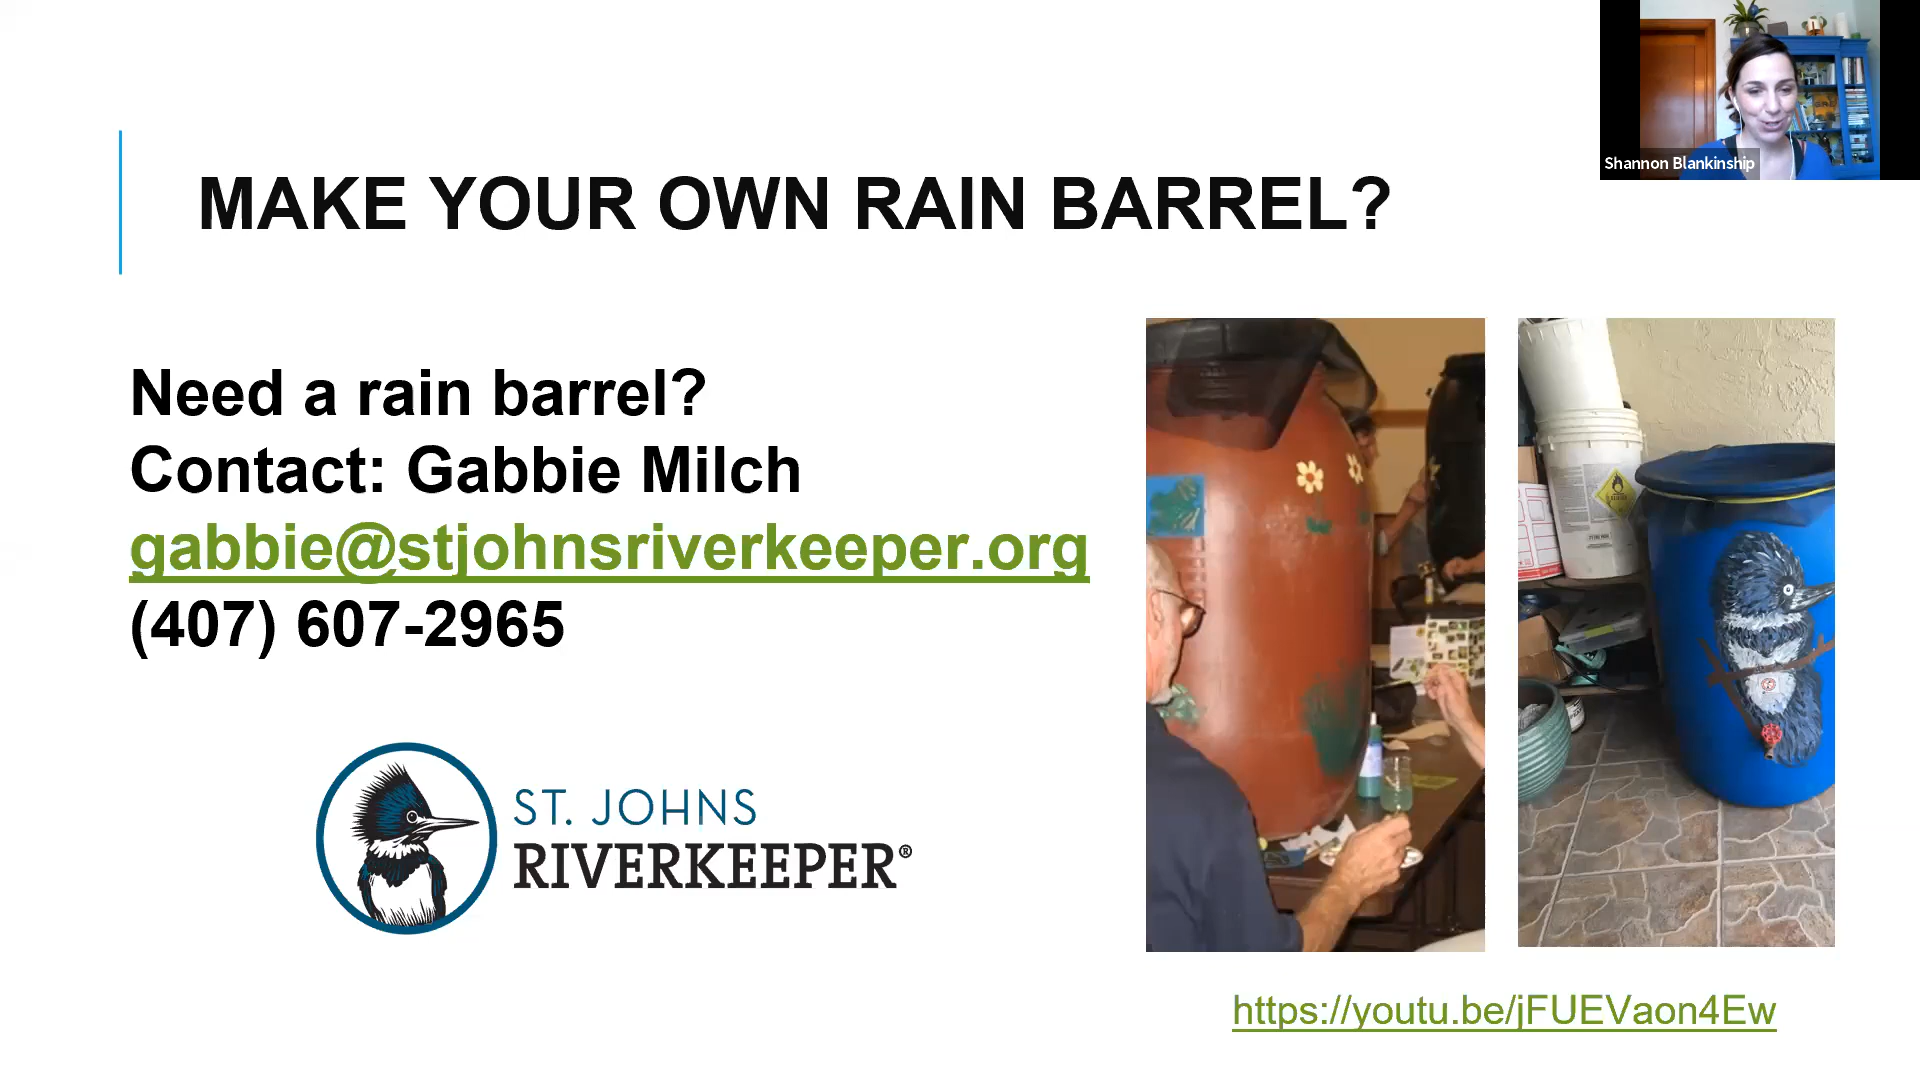 Shannon Blankinship
MAKE YOUR OWN RAIN BARREL?
Need a rain barrel?
Contact: Gabbie Milch
gabbie@stjohnsriverkeeper.org
(407) 607-2965
ST. JOHNS
RIVERKEEPER®
https://youtu.be/jFUEVaon4Ew